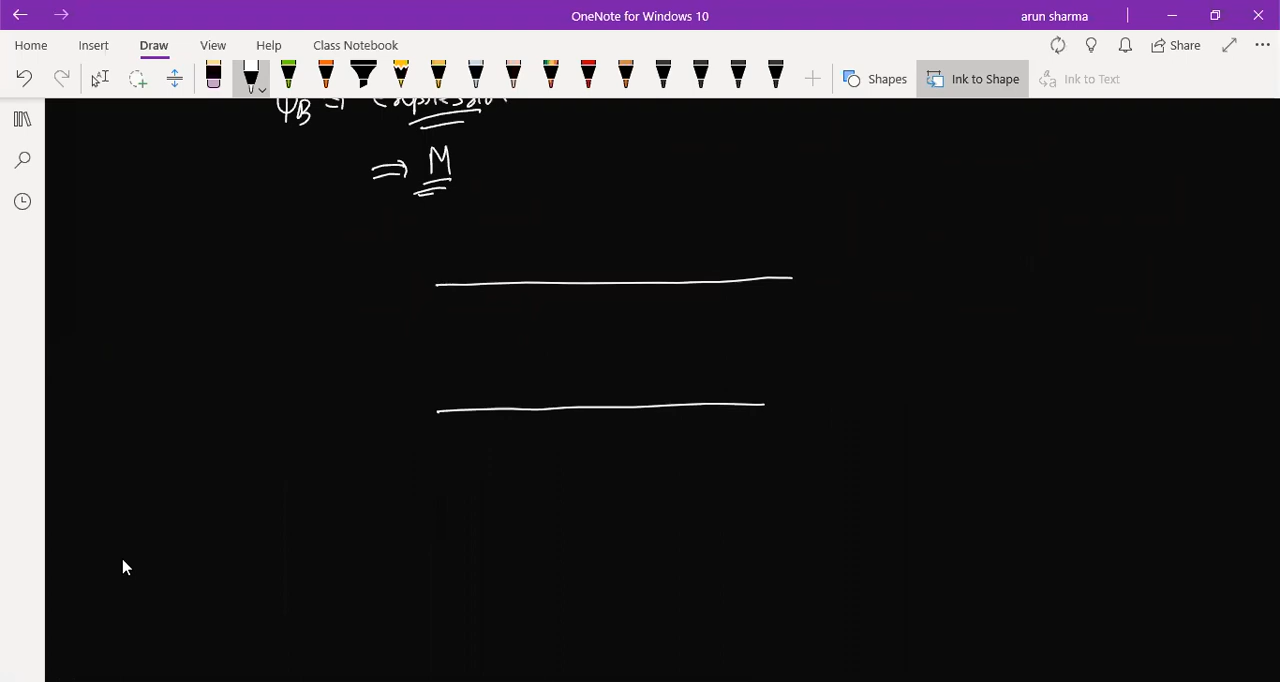 OneNote for Windows 10
arun sharma
Home Insert Draw View Help Class Notebook
Share
Shapes
Ink to Shape
Ink to Text
ΨB ⇒
⇒ M